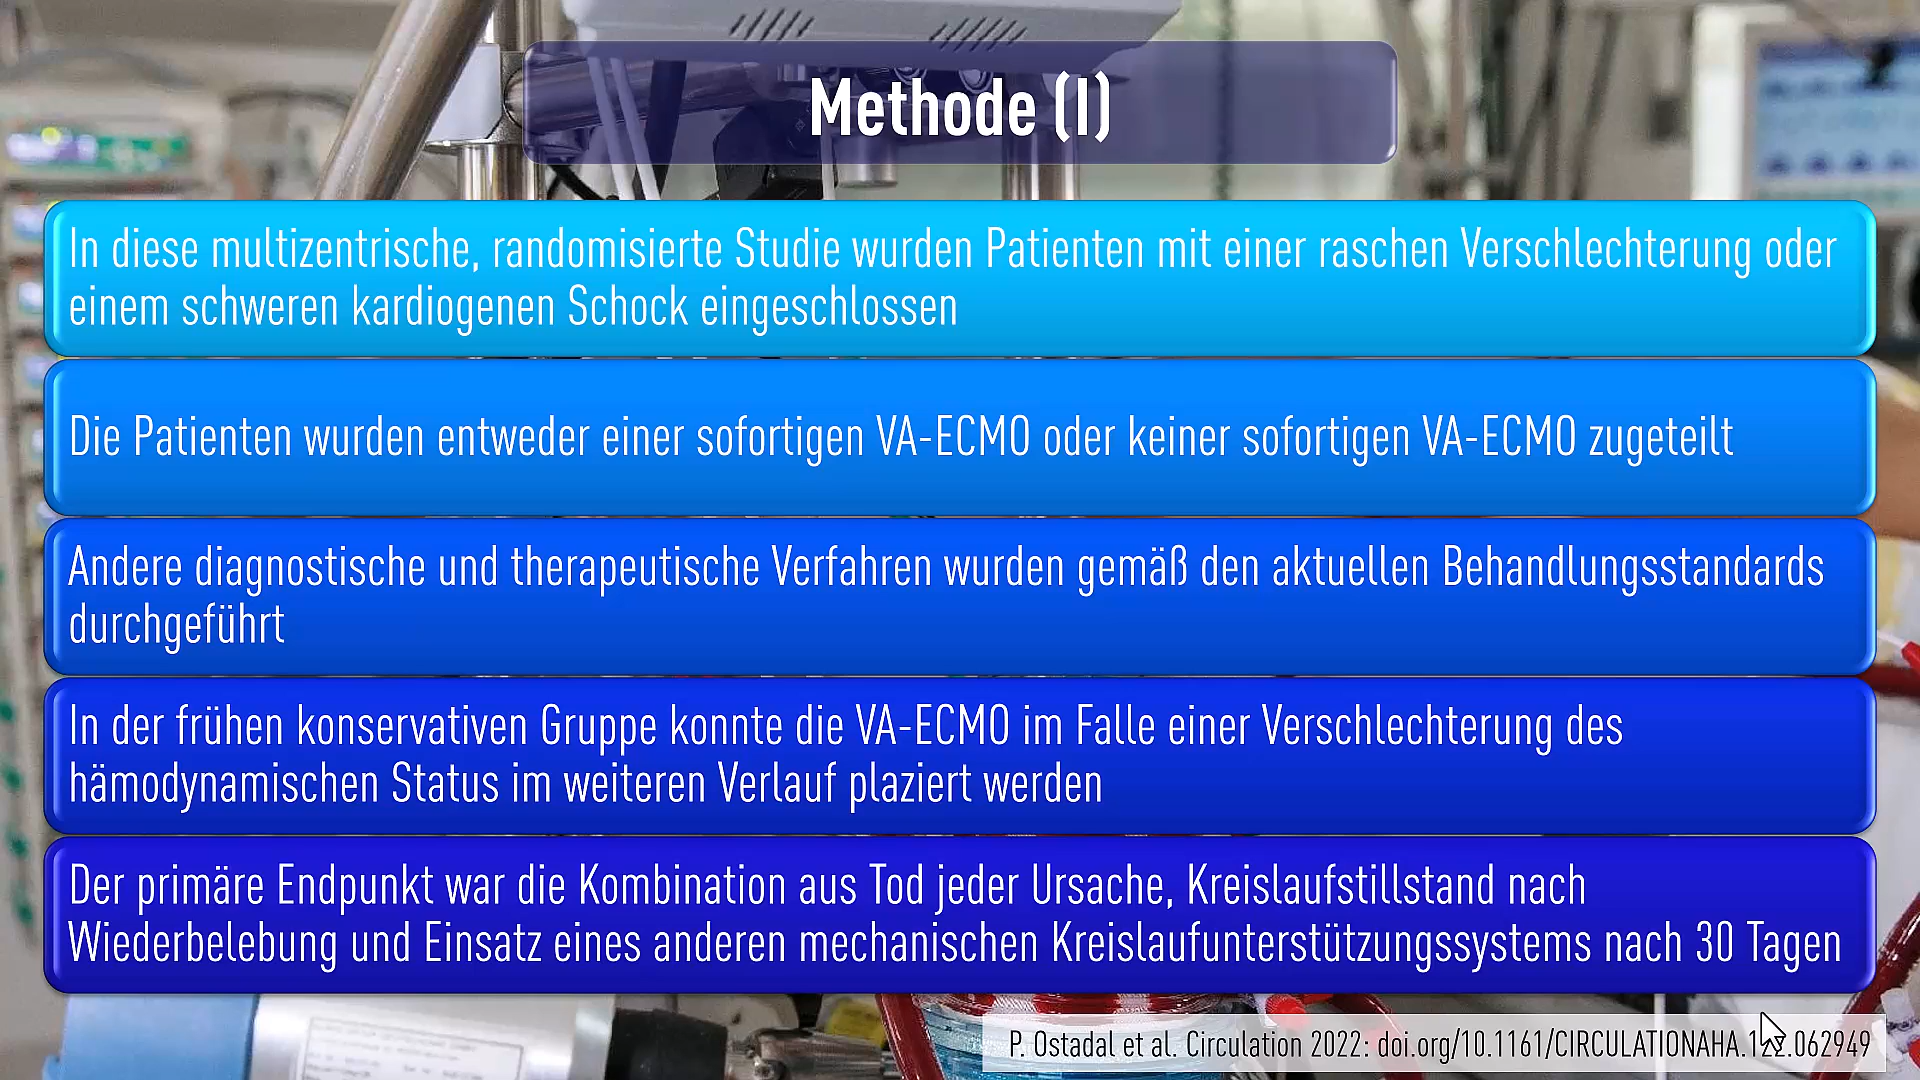 Methode (I)
In diese multizentrische, randomisierte Studie wurden Patienten mit einer raschen Verschlechterung oder
einem schweren kardiogenen Schock eingeschlossen
Die Patienten wurden entweder einer sofortigen VA-ECMO oder keiner sofortigen VA-ECMO zugeteilt
Andere diagnostische und therapeutische Verfahren wurden gemäß den aktuellen Behandlungsstandards
durchgeführt
In der frühen konservativen Gruppe konnte die VA-ECMO im Falle einer Verschlechterung des
hämodynamischen Status im weiteren Verlauf plaziert werden
Der primäre Endpunkt war die Kombination aus Tod jeder Ursache, Kreislaufstillstand nach
Wiederbelebung und Einsatz eines anderen mechanischen Kreislaufunterstützungssystems nach 30 Tagen
P. Ostadal et al. Circulation 2022: doi.org/10.1161/CIRCULATIONAHA.122.062949